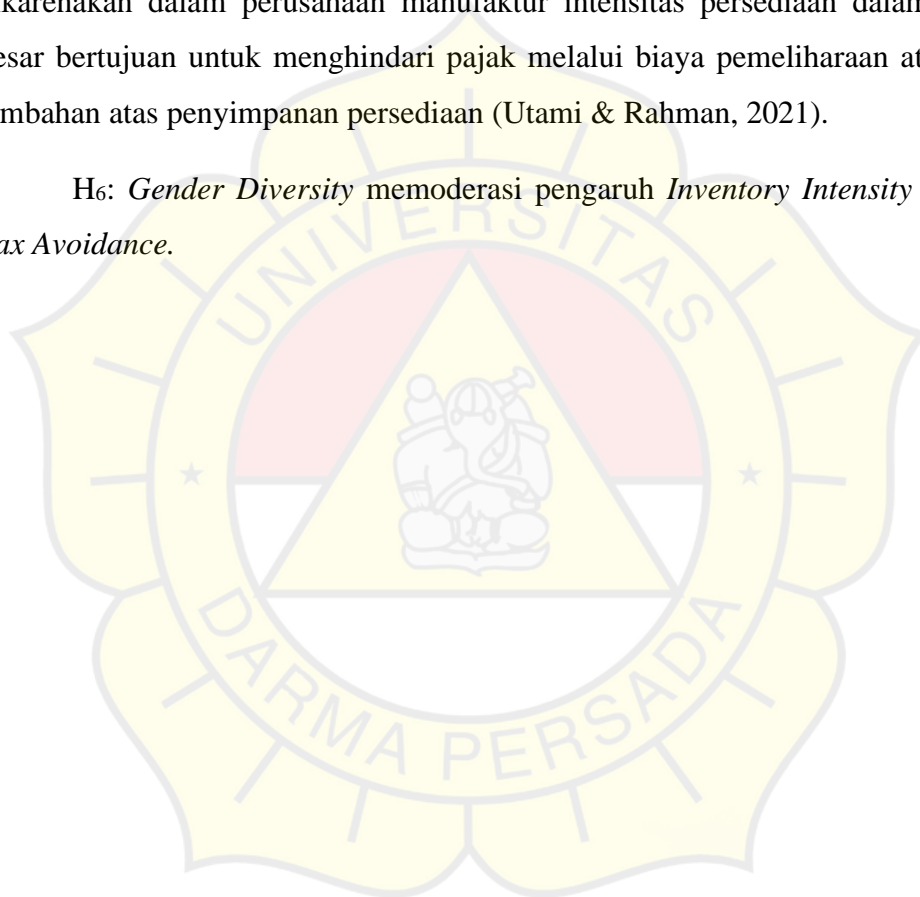 karenakan dalam perusahaan manufaktur intensitas persediaan dalam
esar bertujuan untuk menghindari pajak melalui biaya pemeliharaan at
mbahan atas penyimpanan persediaan (Utami & Rahman, 2021).
H₆: Gender Diversity memoderasi pengaruh Inventory Intensity
ax Avoidance.
UNIVERSITAS
DARMA PERSADA